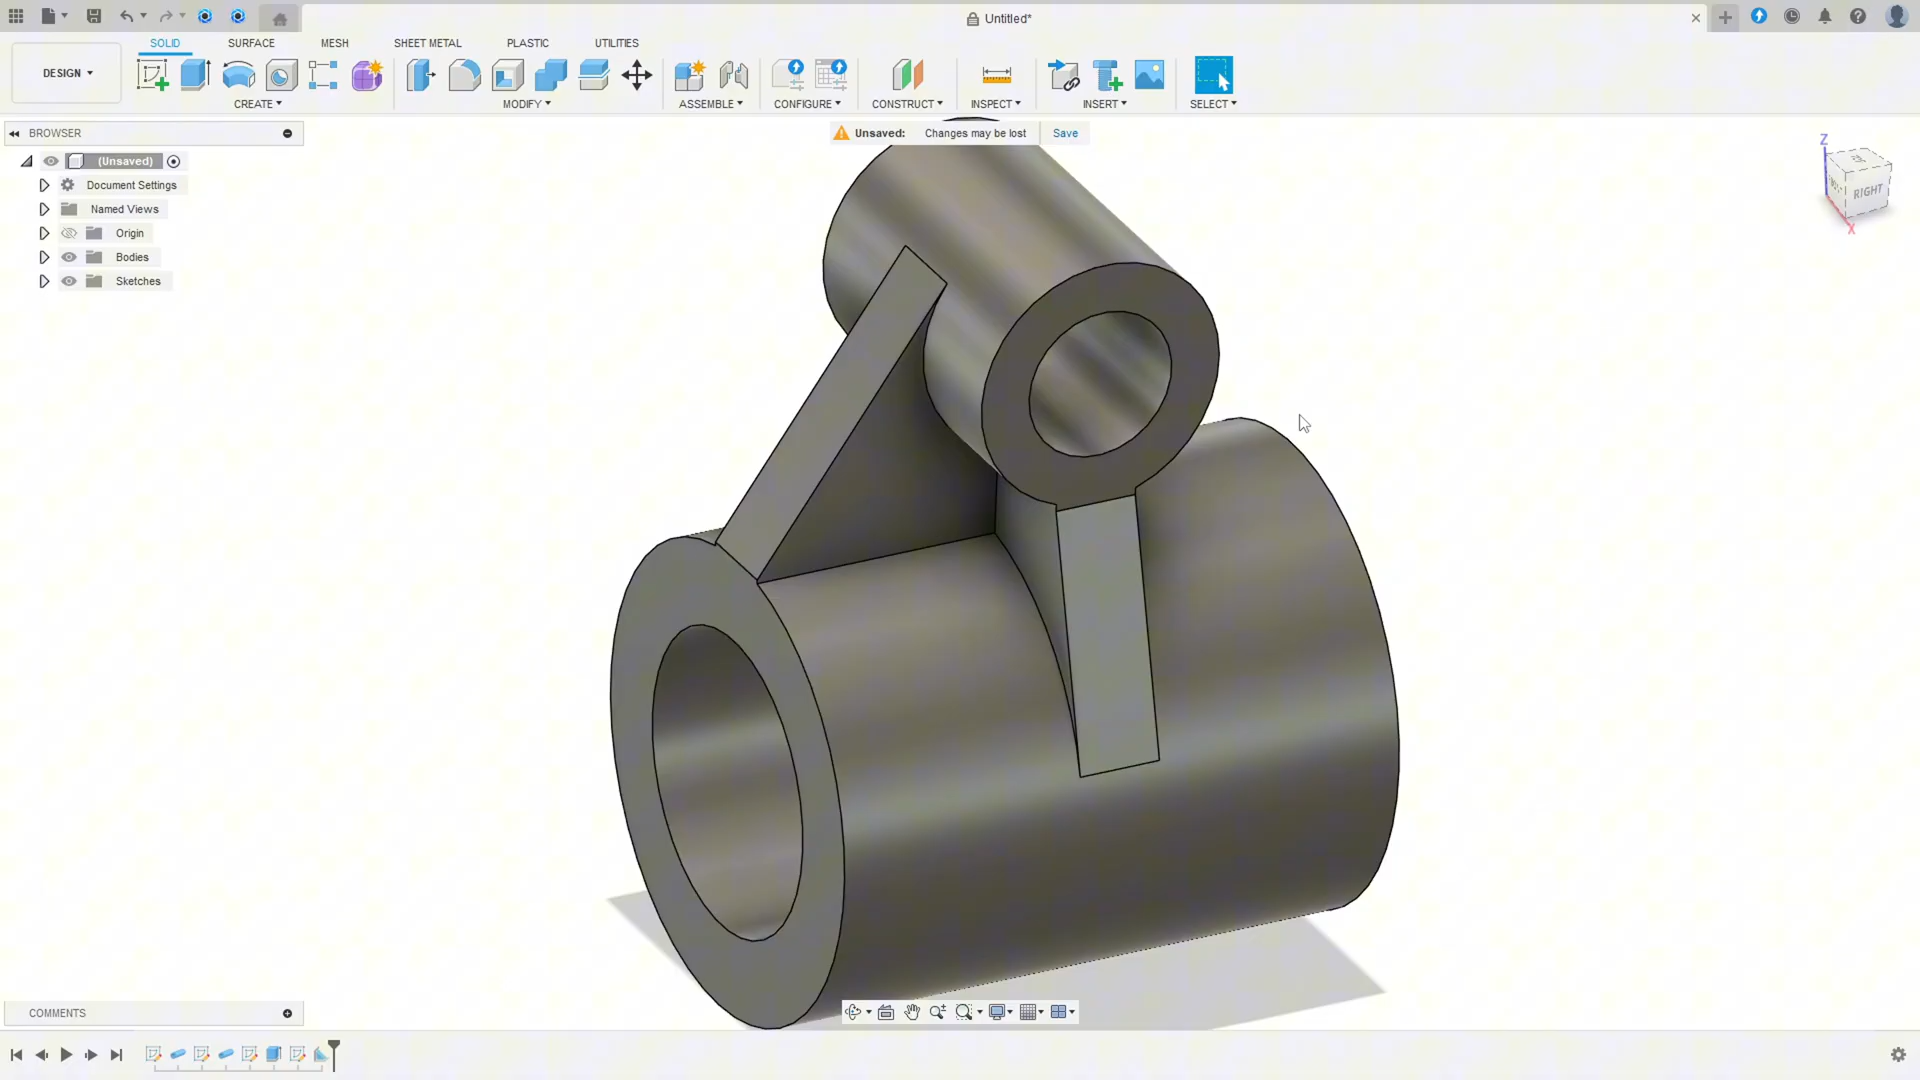 Untitled*
SOLID SURFACE MESH SHEET METAL PLASTIC UTILITIES
DESIGN
CREATE MODIFY ASSEMBLE CONFIGURE CONSTRUCT INSPECT INSERT SELECT
BROWSER
Unsaved: Changes may be lost Save
(Unsaved)
Document Settings
Named Views
Origin
Bodies
Sketches
Z
RIGHT
X
COMMENTS